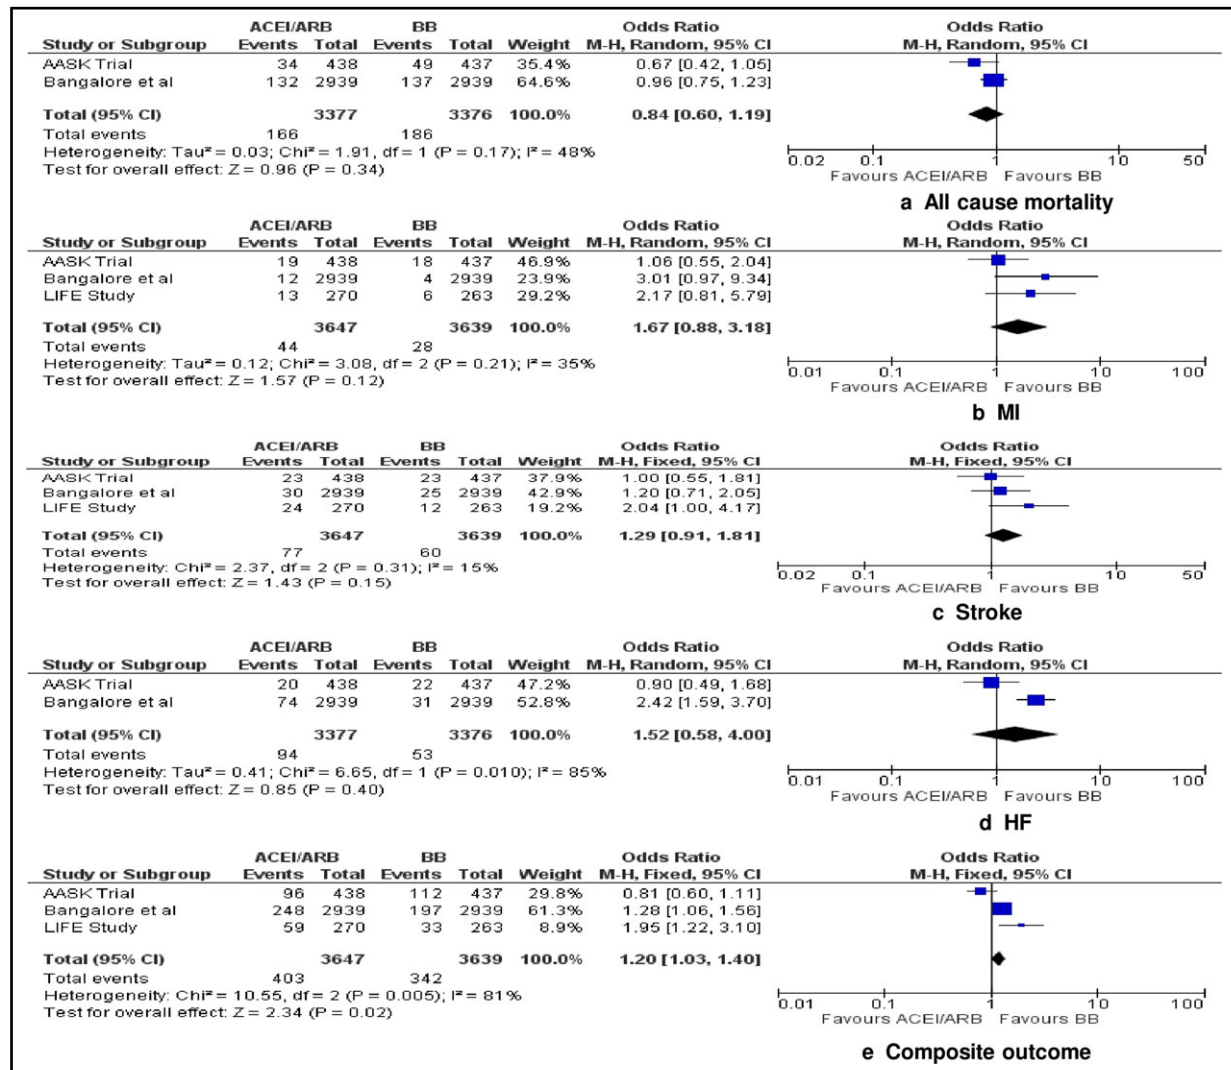 ACEI/ARB BB Odds Ratio Odds Ratio
Study or Subgroup Events Total Events Total Weight M-H, Random, 95% CI M-H, Random, 95% CI
AASK Trial 34 438 49 437 35.4% 0.67 [0.42, 1.05]
Bangalore et al 132 2939 137 2939 64.6% 0.96 [0.75, 1.23]
Total (95% CI) 3377 3376 100.0% 0.84 [0.60, 1.19]
Total events 166 186
Heterogeneity: Tau² = 0.03; Chi² = 1.91, df = 1 (P = 0.17); I² = 48%
Test for overall effect: Z = 0.96 (P = 0.34)
0.02 0.1 1 10 50
Favours ACEI/ARB Favours BB
a All cause mortality
ACEI/ARB BB Odds Ratio Odds Ratio
Study or Subgroup Events Total Events Total Weight M-H, Random, 95% CI M-H, Random, 95% CI
AASK Trial 19 438 18 437 46.9% 1.06 [0.55, 2.04]
Bangalore et al 12 2939 4 2939 23.9% 3.01 [0.97, 9.34]
LIFE Study 13 270 6 263 29.2% 2.17 [0.81, 5.79]
Total (95% CI) 3647 3639 100.0% 1.67 [0.88, 3.18]
Total events 44 28
Heterogeneity: Tau² = 0.12; Chi² = 3.08, df = 2 (P = 0.21); I² = 35%
Test for overall effect: Z = 1.57 (P = 0.12)
0.01 0.1 1 10 100
Favours ACEI/ARB Favours BB
b MI
ACEI/ARB BB Odds Ratio Odds Ratio
Study or Subgroup Events Total Events Total Weight M-H, Fixed, 95% CI M-H, Fixed, 95% CI
AASK Trial 23 438 23 437 37.9% 1.00 [0.55, 1.81]
Bangalore et al 30 2939 25 2939 42.9% 1.20 [0.71, 2.05]
LIFE Study 24 270 12 263 19.2% 2.04 [1.00, 4.17]
Total (95% CI) 3647 3639 100.0% 1.29 [0.91, 1.81]
Total events 77 60
Heterogeneity: Chi² = 2.37, df = 2 (P = 0.31); I² = 15%
Test for overall effect: Z = 1.43 (P = 0.15)
0.02 0.1 1 10 50
Favours ACEI/ARB Favours BB
c Stroke
ACEI/ARB BB Odds Ratio Odds Ratio
Study or Subgroup Events Total Events Total Weight M-H, Random, 95% CI M-H, Random, 95% CI
AASK Trial 20 438 22 437 47.2% 0.90 [0.49, 1.68]
Bangalore et al 74 2939 31 2939 52.8% 2.42 [1.59, 3.70]
Total (95% CI) 3377 3376 100.0% 1.52 [0.58, 4.00]
Total events 94 53
Heterogeneity: Tau² = 0.41; Chi² = 6.65, df = 1 (P = 0.010); I² = 85%
Test for overall effect: Z = 0.85 (P = 0.40)
0.01 0.1 1 10 100
Favours ACEI/ARB Favours BB
d HF
ACEI/ARB BB Odds Ratio Odds Ratio
Study or Subgroup Events Total Events Total Weight M-H, Fixed, 95% CI M-H, Fixed, 95% CI
AASK Trial 96 438 112 437 29.8% 0.81 [0.60, 1.11]
Bangalore et al 248 2939 197 2939 61.3% 1.28 [1.06, 1.56]
LIFE Study 59 270 33 263 8.9% 1.95 [1.22, 3.10]
Total (95% CI) 3647 3639 100.0% 1.20 [1.03, 1.40]
Total events 403 342
Heterogeneity: Chi² = 10.55, df = 2 (P = 0.005); I² = 81%
Test for overall effect: Z = 2.34 (P = 0.02)
0.01 0.1 1 10 100
Favours ACEI/ARB Favours BB
e Composite outcome